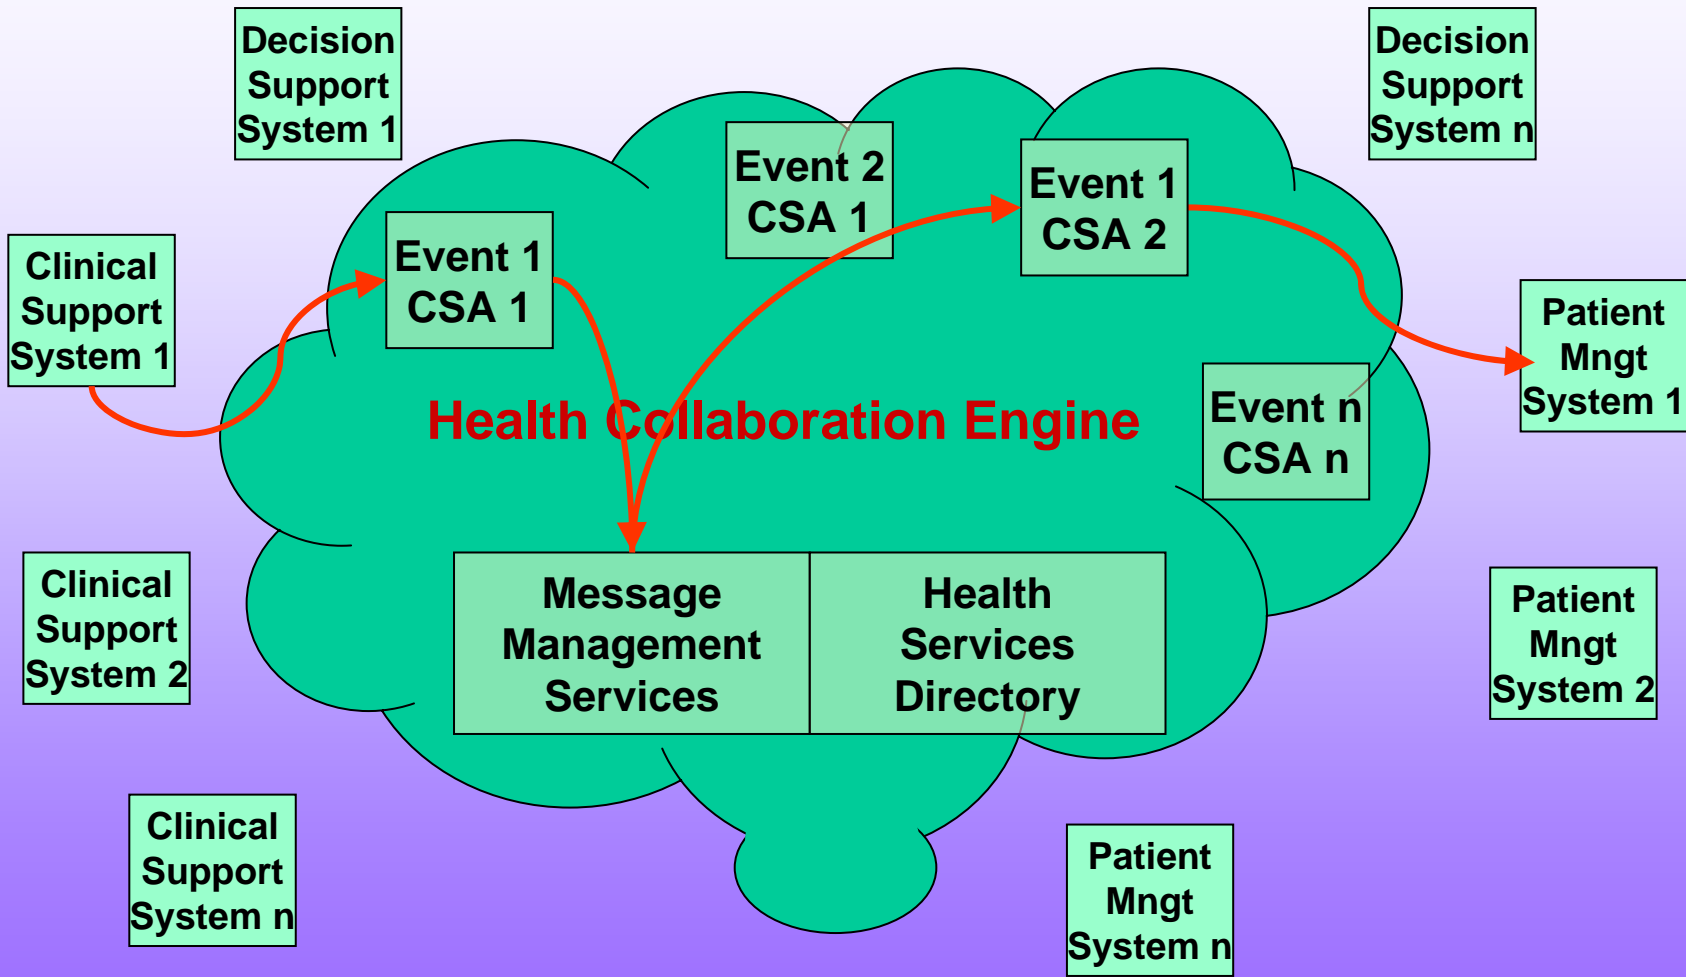 Decision
Support
System 1
Decision
Support
System n
Event 2
CSA 1
Event 1
CSA 2
Event 1
CSA 1
Clinical
Support
System 1
Patient
Mngt
System 1
Health Collaboration Engine
Event n
CSA n
Clinical
Support
System 2
Message
Management
Services
Health
Services
Directory
Patient
Mngt
System 2
Clinical
Support
System n
Patient
Mngt
System n